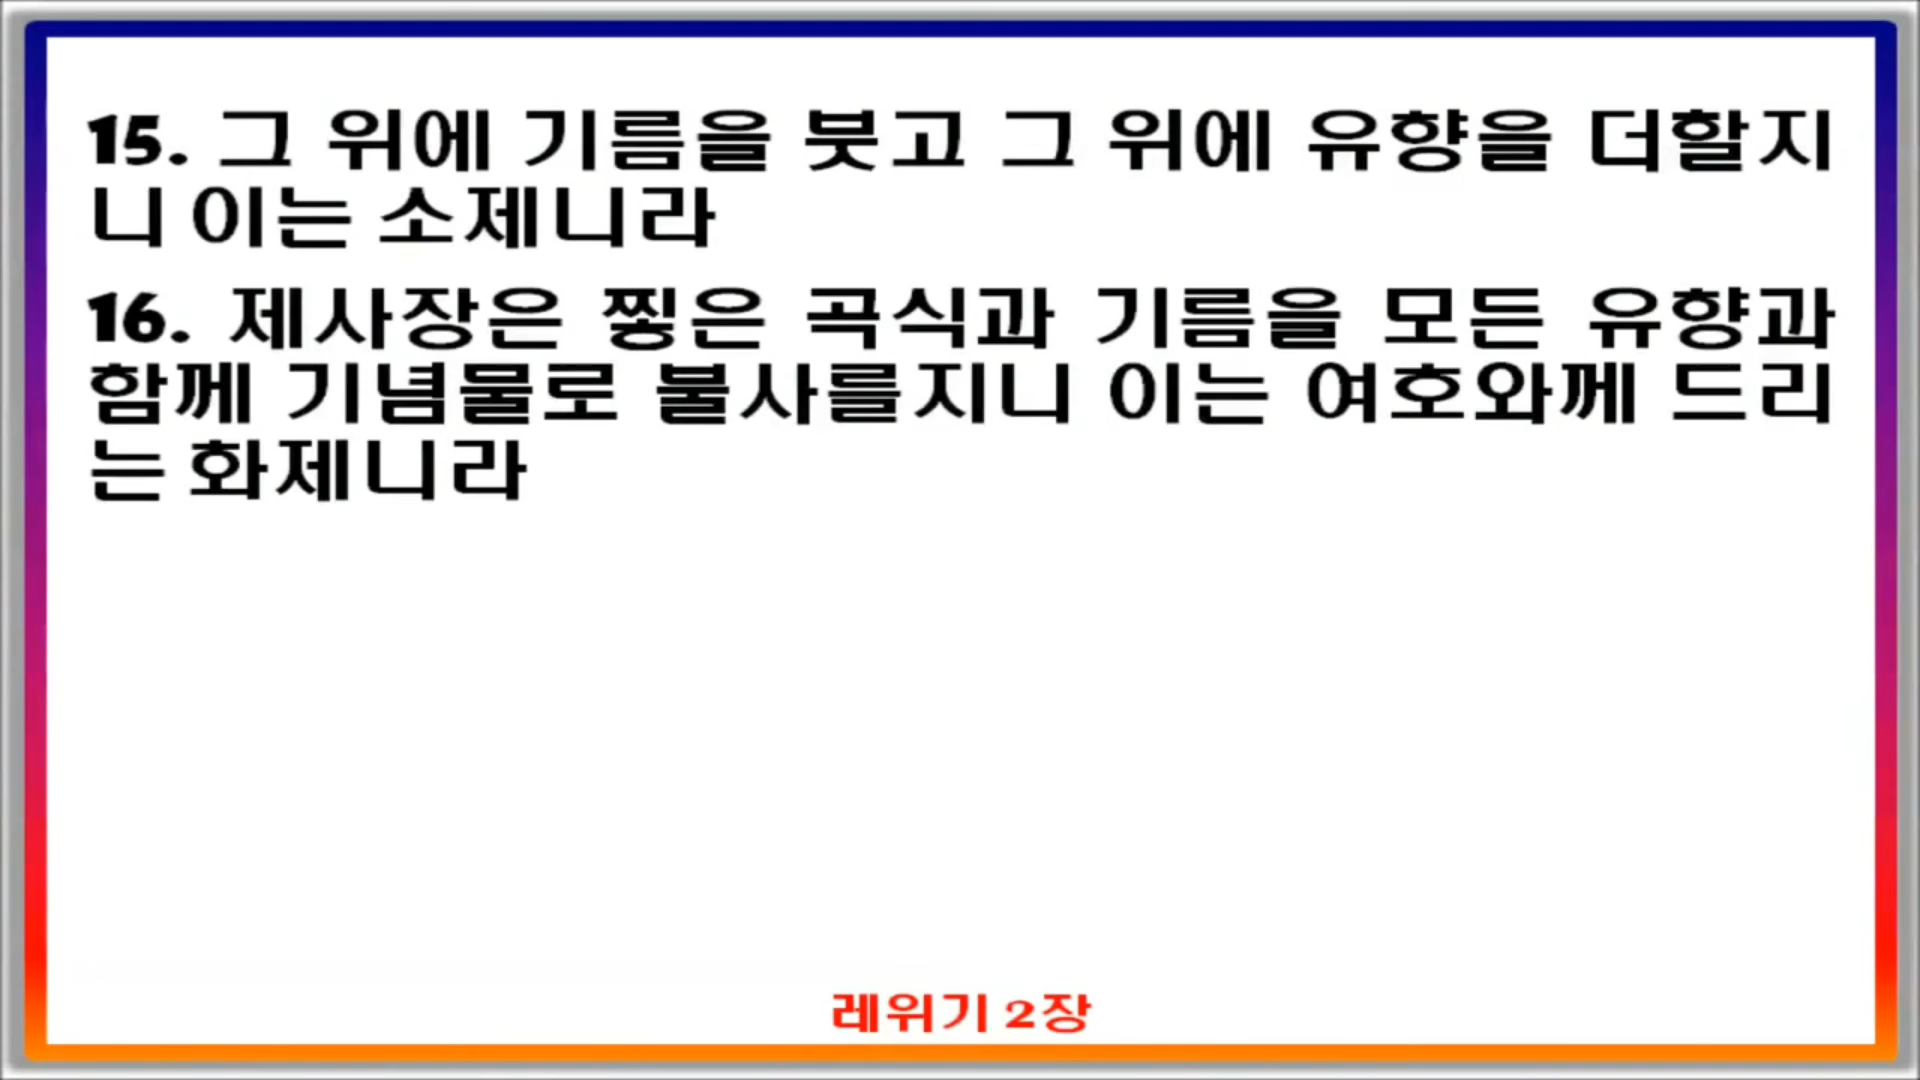 15. 그 위에 기름을 붓고 그 위에 유향을 더할지
니 이는 소제니라
16. 제사장은 찧은 곡식과 기름을 모든 유향과
함께 기념물로 불사를지니 이는 여호와께 드리
는 화제니라
레위기 2장